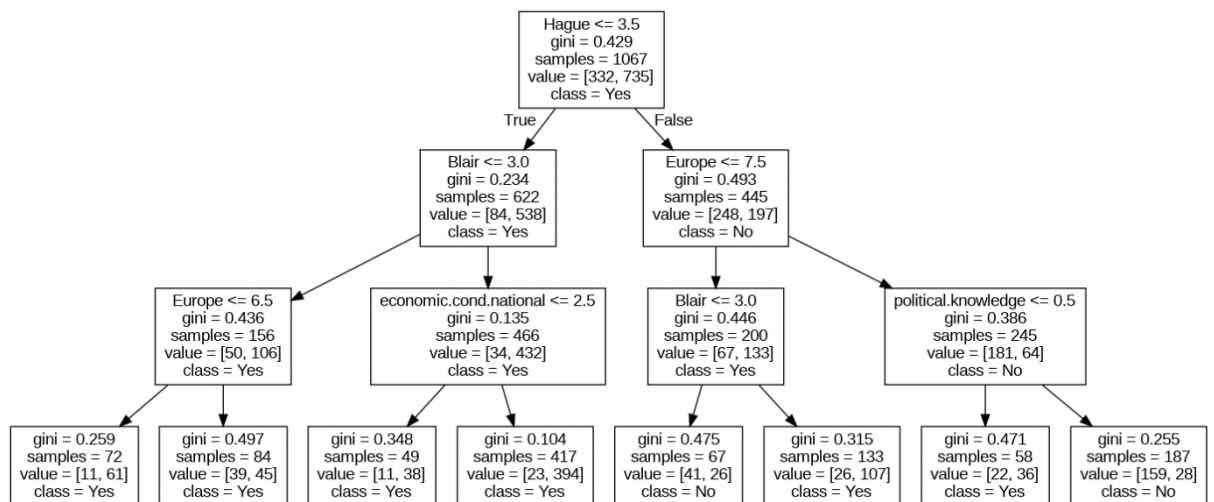 Hague <= 3.5
gini = 0.429
samples = 1067
value = [332, 735]
class = Yes
True
False
Blair <= 3.0
gini = 0.234
samples = 622
value = [84, 538]
class = Yes
Europe <= 7.5
gini = 0.493
samples = 445
value = [248, 197]
class = No
Europe <= 6.5
gini = 0.436
samples = 156
value = [50, 106]
class = Yes
economic.cond.national <= 2.5
gini = 0.135
samples = 466
value = [34, 432]
class = Yes
Blair <= 3.0
gini = 0.446
samples = 200
value = [67, 133]
class = Yes
political.knowledge <= 0.5
gini = 0.386
samples = 245
value = [181, 64]
class = No
gini = 0.259
samples = 72
value = [11, 61]
class = Yes
gini = 0.497
samples = 84
value = [39, 45]
class = Yes
gini = 0.348
samples = 49
value = [11, 38]
class = Yes
gini = 0.104
samples = 417
value = [23, 394]
class = Yes
gini = 0.475
samples = 67
value = [41, 26]
class = No
gini = 0.315
samples = 133
value = [26, 107]
class = Yes
gini = 0.471
samples = 58
value = [22, 36]
class = Yes
gini = 0.255
samples = 187
value = [159, 28]
class = No